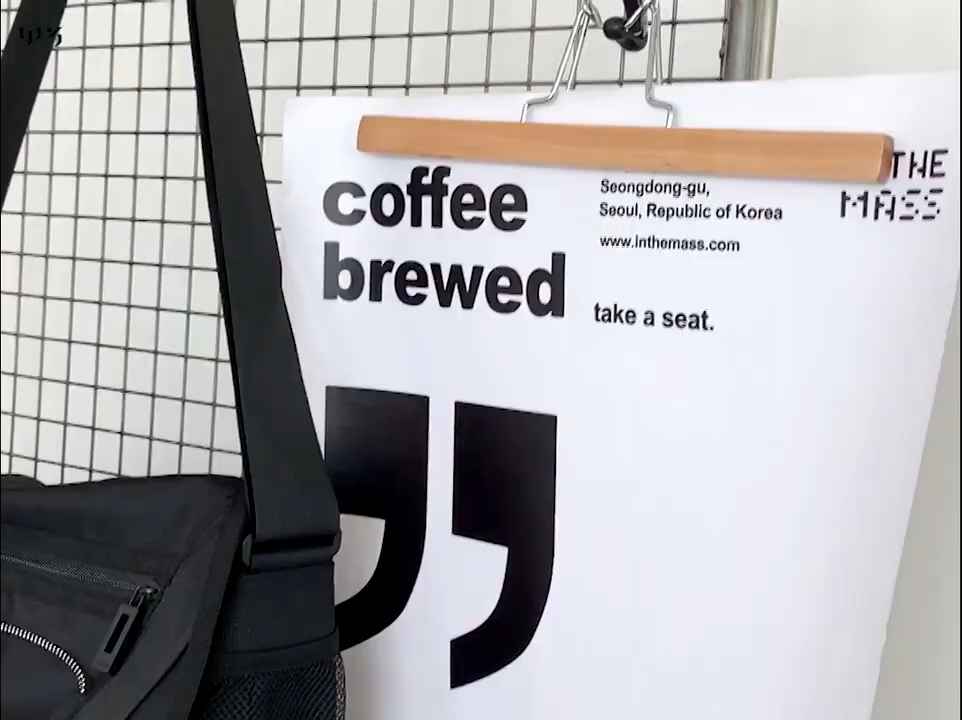 coffee
brewed
Seongdong-gu,
Seoul, Republic of Korea
www.inthemass.com
take a seat.
THE
MASS